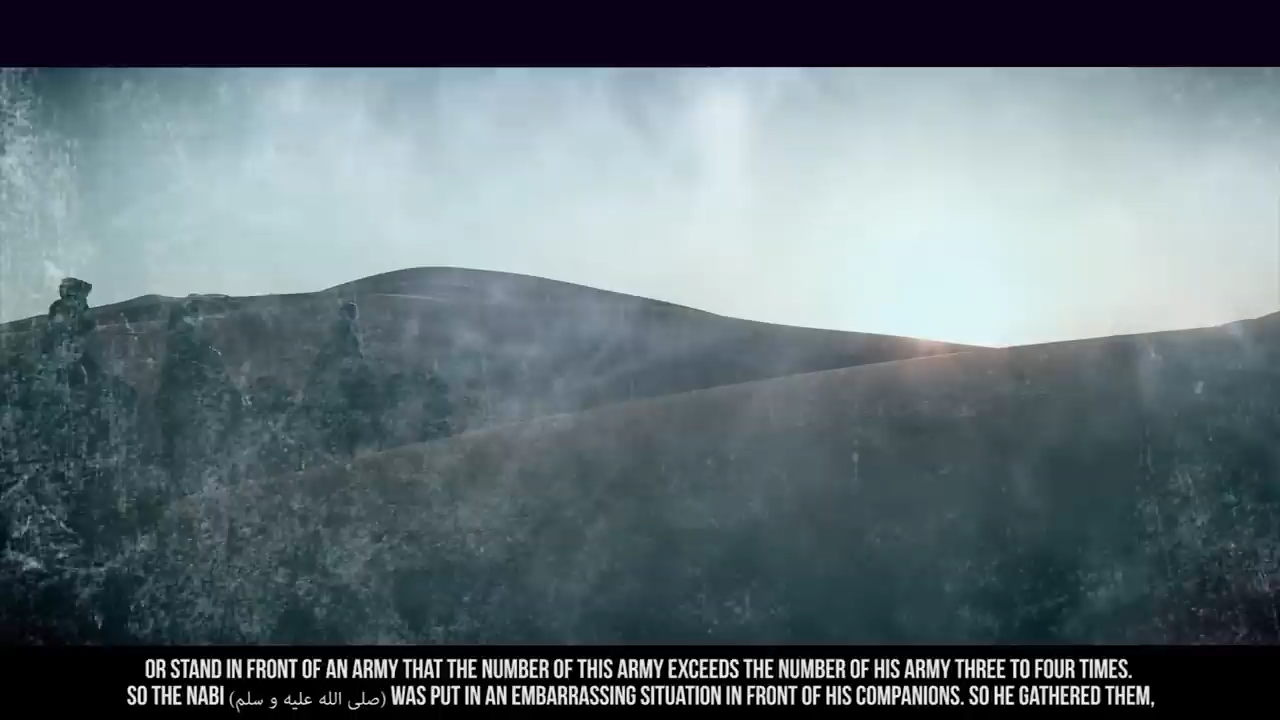 OR STAND IN FRONT OF AN ARMY THAT THE NUMBER OF THIS ARMY EXCEEDS THE NUMBER OF HIS ARMY THREE TO FOUR TIMES.
SO THE NABI (صلى الله عليه و سلم) WAS PUT IN AN EMBARRASSING SITUATION IN FRONT OF HIS COMPANIONS. SO HE GATHERED THEM,